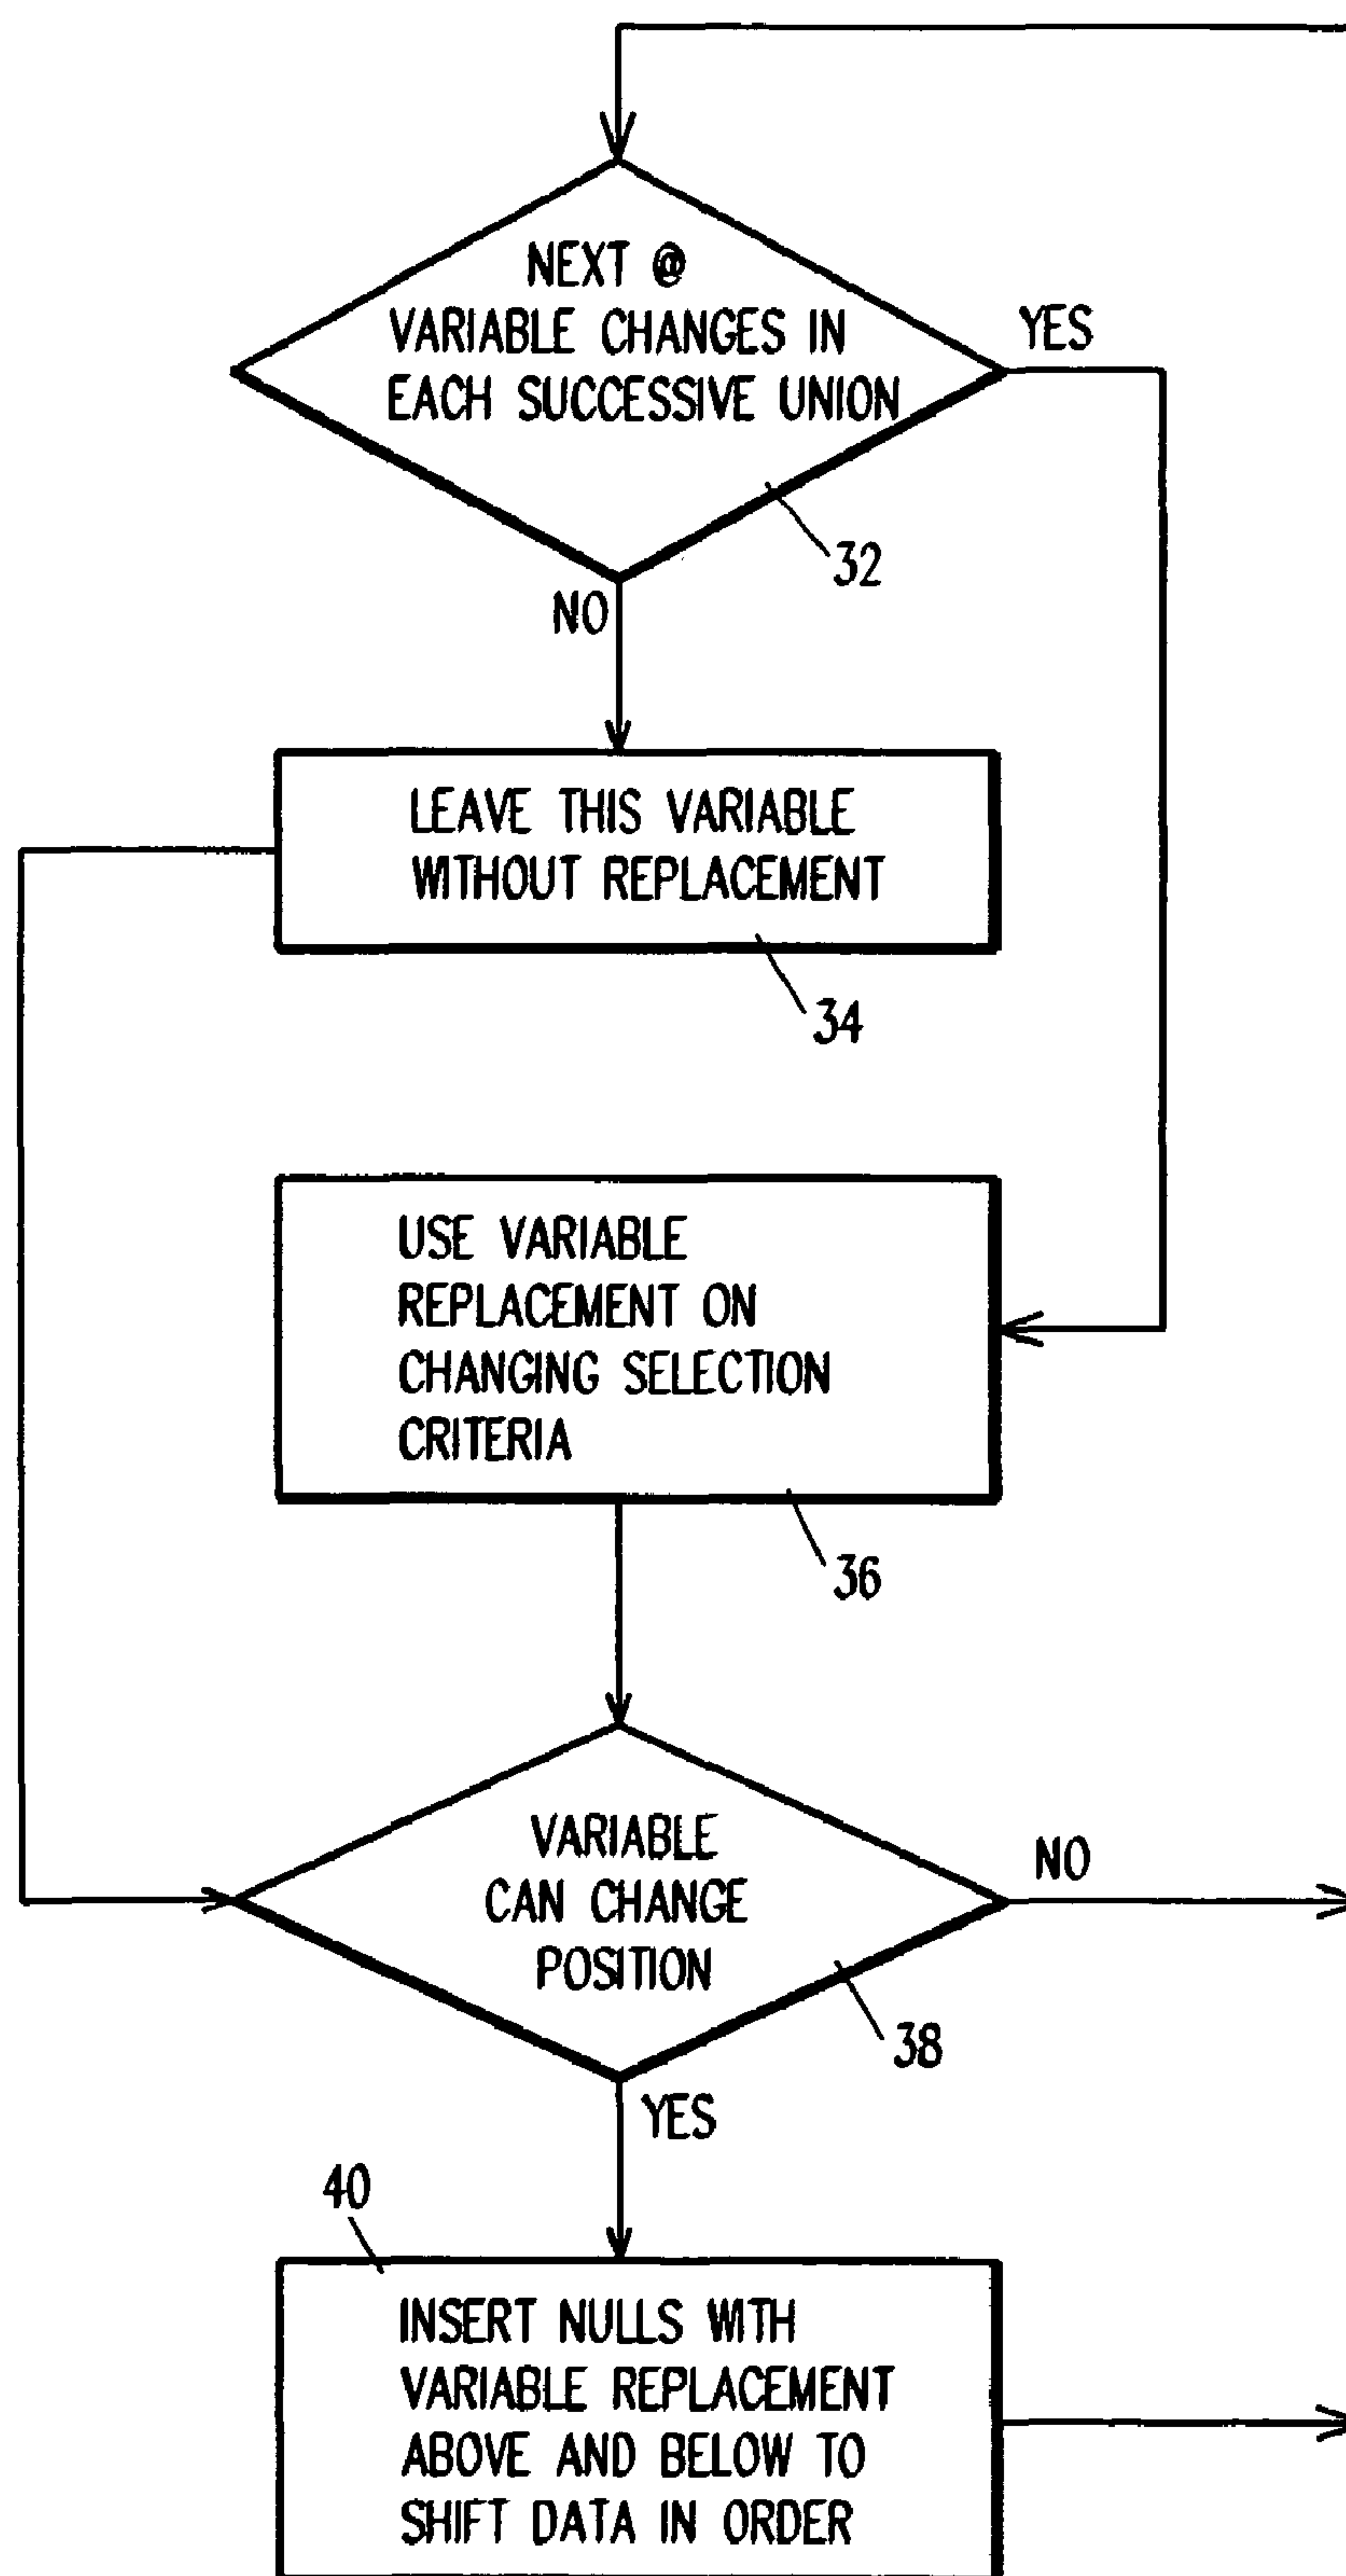 NEXT @
VARIABLE CHANGES IN
EACH SUCCESSIVE UNION
YES
32
NO
LEAVE THIS VARIABLE
WITHOUT REPLACEMENT
34
USE VARIABLE
REPLACEMENT ON
CHANGING SELECTION
CRITERIA
36
VARIABLE
CAN CHANGE
POSITION
NO
38
YES
40
INSERT NULLS WITH
VARIABLE REPLACEMENT
ABOVE AND BELOW TO
SHIFT DATA IN ORDER